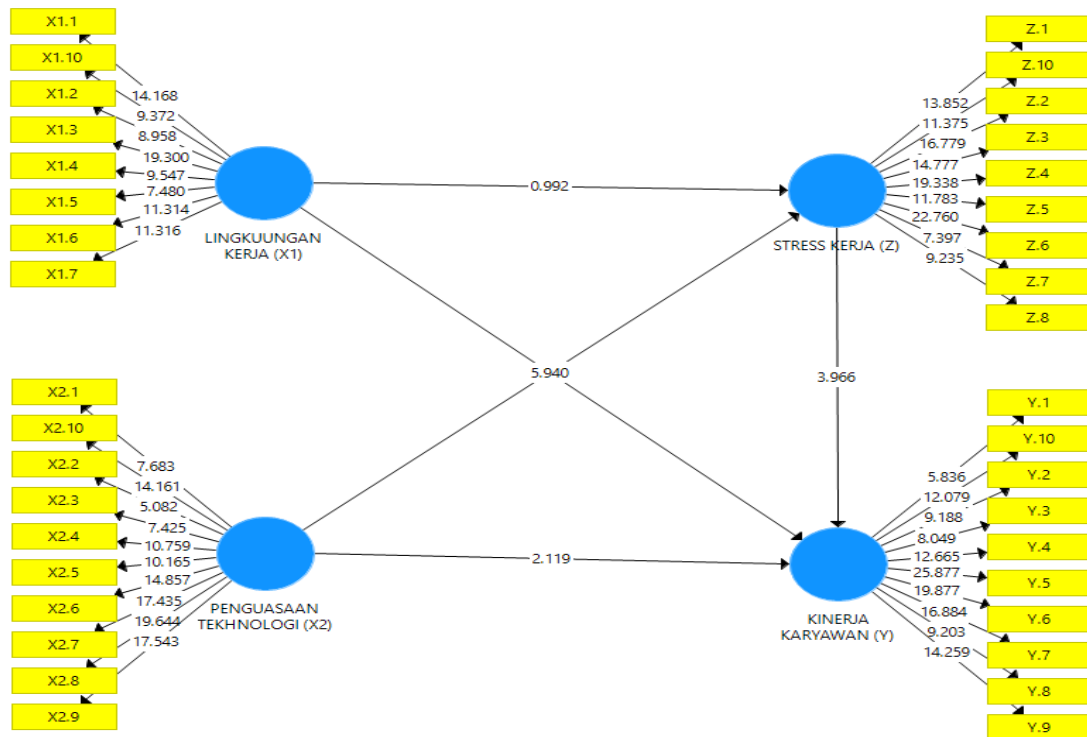 X1.1
X1.10
X1.2
X1.3
X1.4
X1.5
X1.6
X1.7
14.168
9.372
8.958
19.300
9.547
7.480
11.314
11.316
LINGKUUNGAN
KERJA (X1)
0.992
Z.1
Z.10
Z.2
Z.3
Z.4
Z.5
Z.6
Z.7
Z.8
13.852
11.375
16.779
14.777
19.338
11.783
22.760
7.397
9.235
STRESS KERJA (Z)
5.940
3.966
X2.1
X2.10
X2.2
X2.3
X2.4
X2.5
X2.6
X2.7
X2.8
X2.9
7.683
14.161
5.082
7.425
10.759
10.165
14.857
17.435
19.644
17.543
PENGUASAAN
TEKHNOLOGI (X2)
2.119
Y.1
Y.10
Y.2
Y.3
Y.4
Y.5
Y.6
Y.7
Y.8
Y.9
5.836
12.079
9.188
8.049
12.665
25.877
19.877
16.884
9.203
14.259
KINERJA
KARYAWAN (Y)